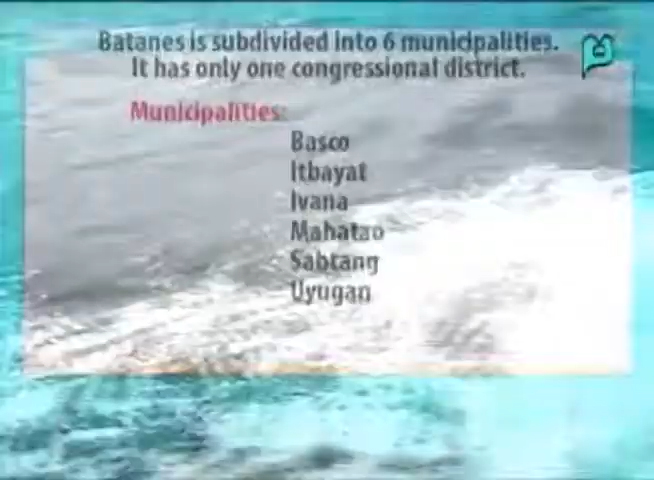 Batanes is subdivided into 6 municipalities.
It has only one congressional district.
Municipalities:
Basco
Itbayat
Ivana
Mahatao
Sabtang
Uyugan